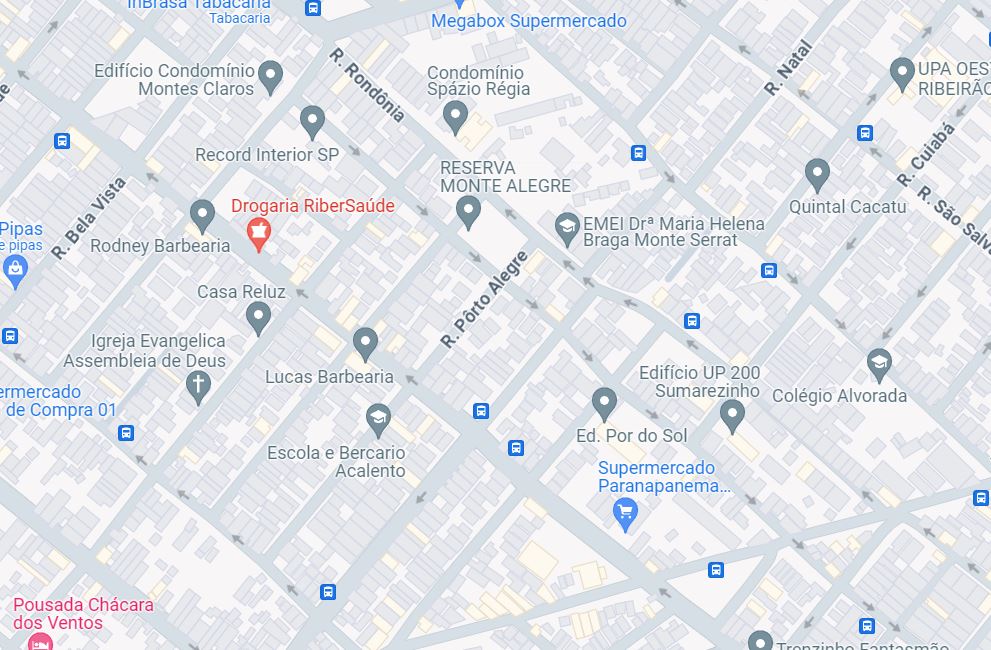 InBrasa Tabacaria
Tabacaria
Megabox Supermercado
Edifício Condomínio
Montes Claros
R. Rondônia
Condomínio
Spázio Régia
R. Natal
UPA OES
RIBEIRÃO
Record Interior SP
R. Cuiabá
RESERVA
MONTE ALEGRE
R. Bela Vista
Drogaria RiberSaúde
Quintal Cacatu
R. São Salv
Pipas
e pipas
Rodney Barbearia
EMEI Drª Maria Helena
Braga Monte Serrat
Casa Reluz
R. Pôrto Alegre
Igreja Evangelica
Assembleia de Deus
Lucas Barbearia
Edifício UP 200
Sumarezinho
Colégio Alvorada
ermercado
de Compra 01
Ed. Por do Sol
Escola e Bercario
Acalento
Supermercado
Paranapanema...
Pousada Chácara
dos Ventos
Trenzinho Fantasmão